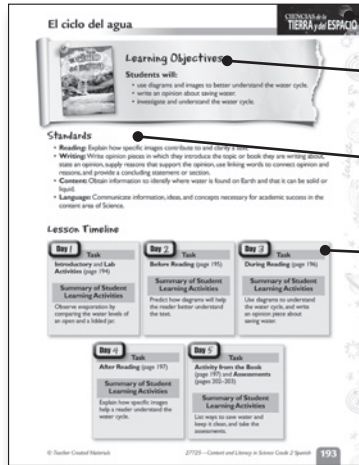 El ciclo del agua
CIENCIAS de la
TIERRA y del ESPACIO
Learning Objectives
Students will:
• use diagrams and images to better understand the water cycle.
• write an opinion about saving water.
• investigate and understand the water cycle.
Standards
• Reading: Explain how specific images contribute to and clarify a text.
• Writing: Write opinion pieces in which they introduce the topic or book they are writing about,
state an opinion, supply reasons that support the opinion, use linking words to connect opinion and
reasons, and provide a concluding statement or section.
• Content: Obtain information to identify where water is found on Earth and that it can be solid or
liquid.
• Language: Communicate information, ideas, and concepts necessary for academic success in the
content area of Science.
Lesson Timeline
Day 1
Task
Introductory and Lab
Activities (page 194)
Summary of Student
Learning Activities
Observe evaporation by
comparing the water levels of
an open and a lidded jar.
Day 2
Task
Before Reading (page 195)
Summary of Student
Learning Activities
Predict how diagrams will help
the reader better understand
the text.
Day 3
Task
During Reading (page 196)
Summary of Student
Learning Activities
Use diagrams to understand
the water cycle, and write
an opinion piece about
saving water.
Day 4
Task
After Reading (page 197)
Summary of Student
Learning Activities
Explain how specific images
help a reader understand the
water cycle.
Day 5
Task
Activity from the Book
(page 197) and Assessments
(pages 202–203)
Summary of Student
Learning Activities
List ways to save water and
keep it clean, and take the
assessments.
© Teacher Created Materials
27725—Content and Literacy in Science Grade 2 Spanish
193